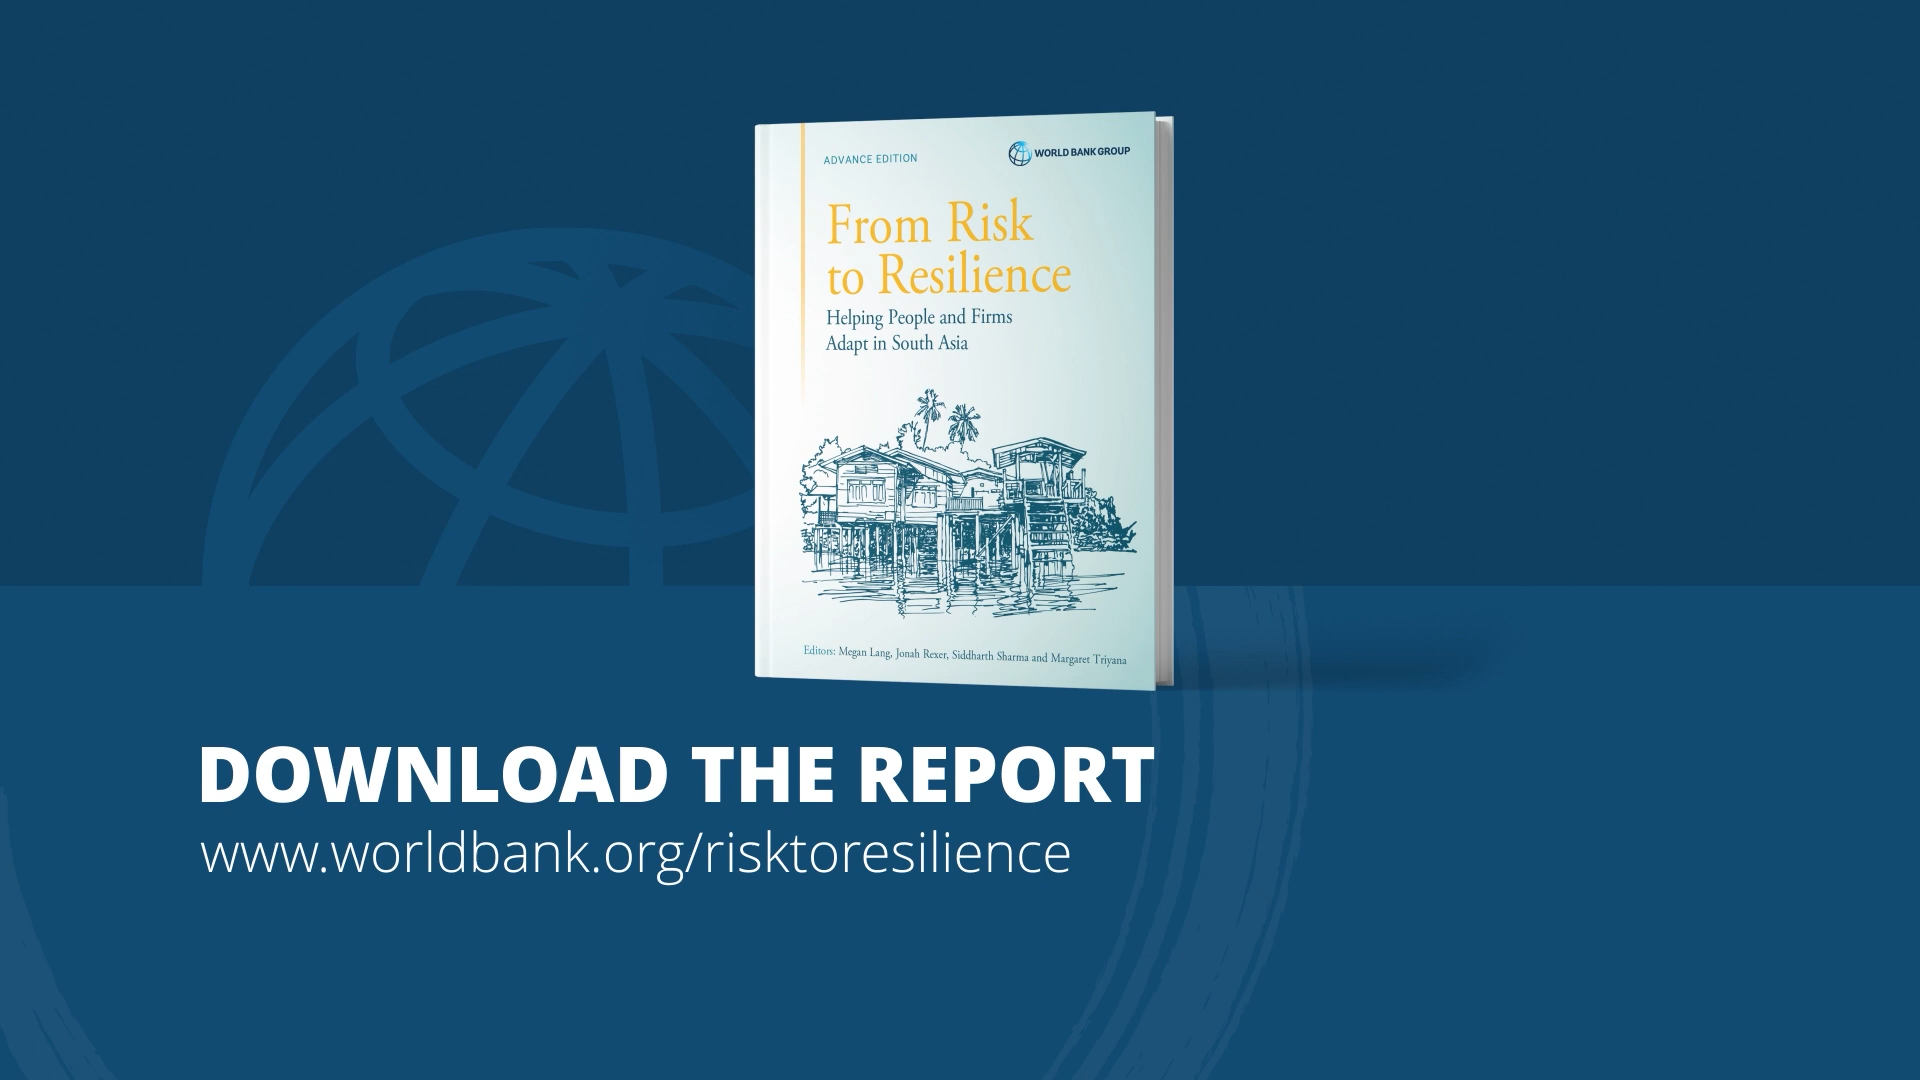 ADVANCE EDITION
WORLD BANK GROUP
From Risk
to Resilience
Helping People and Firms
Adapt in South Asia
Editors: Megan Lang, Jonah Rexer, Siddharth Sharma and Margaret Triyana
DOWNLOAD THE REPORT
www.worldbank.org/risktoresilience